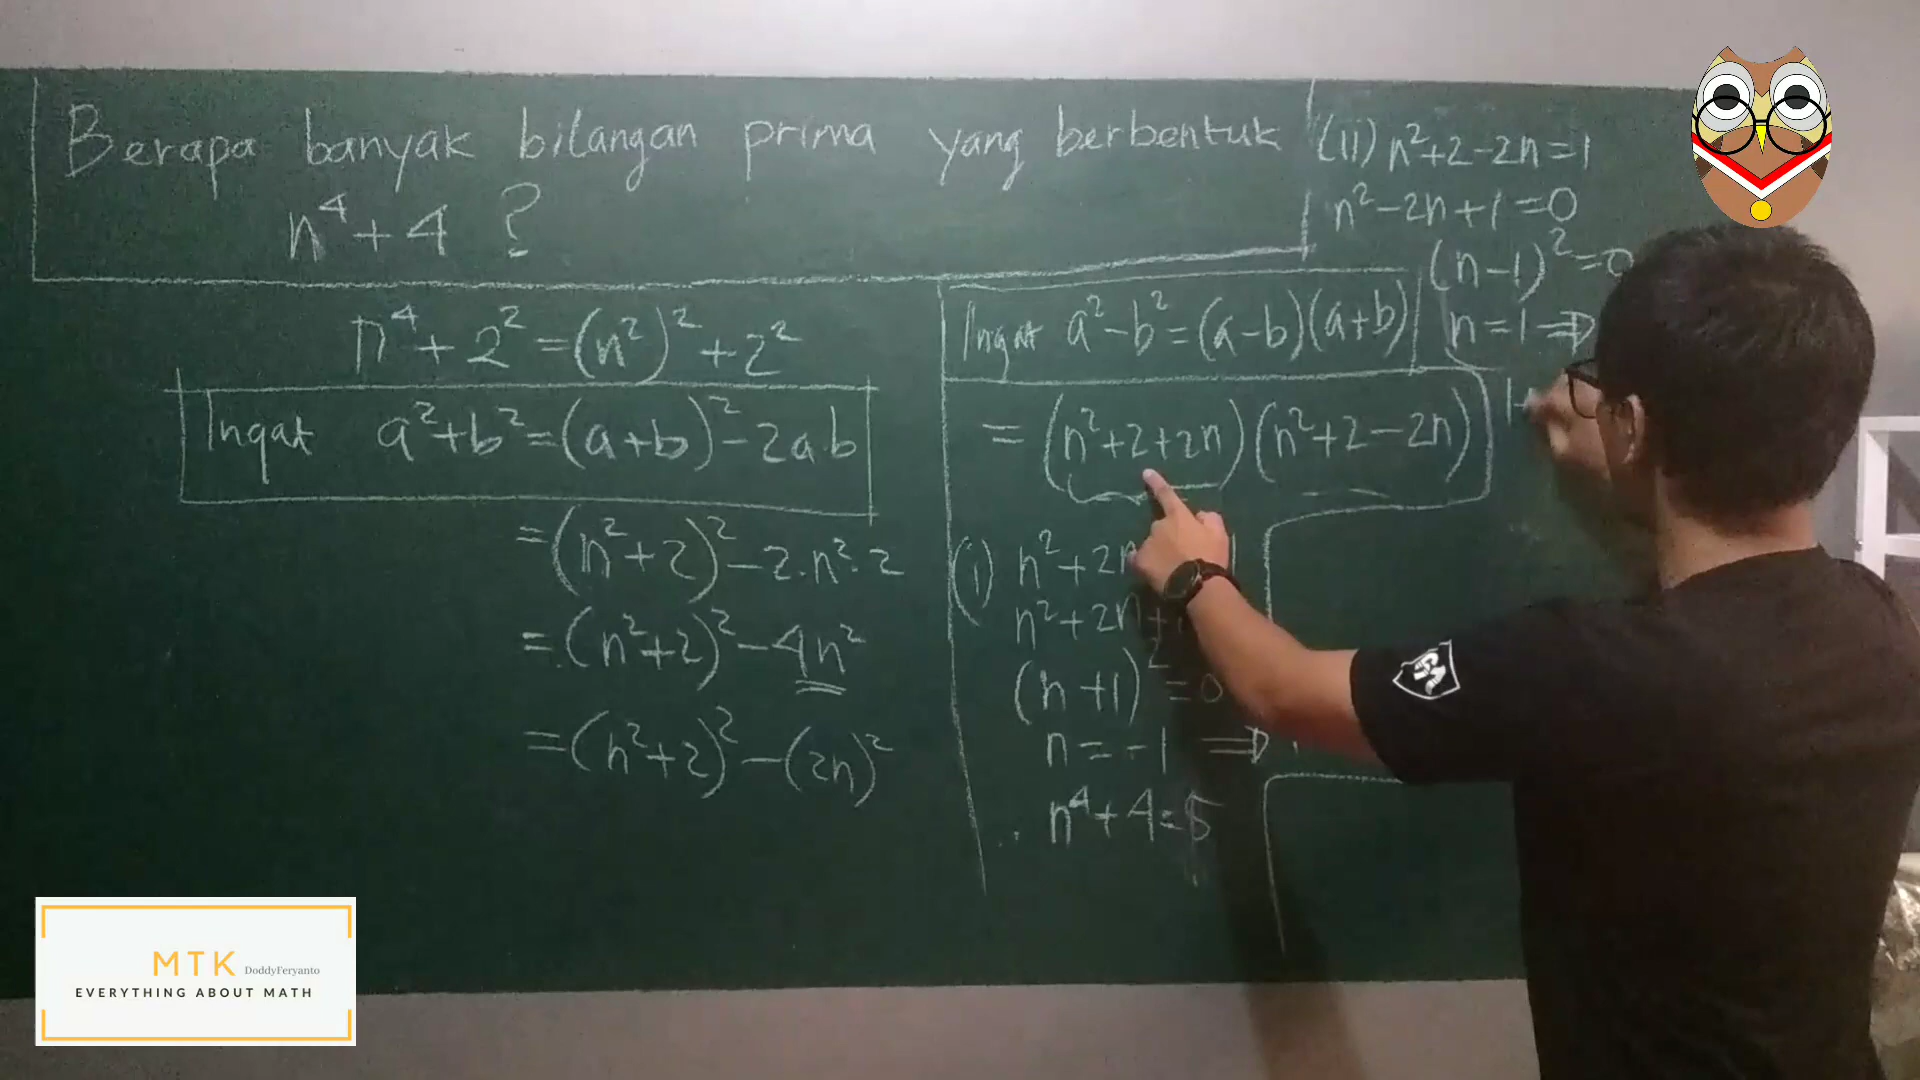 Berapa banyak bilangan prima yang berbentuk
n⁴+4 ?
n⁴+2²=(n²)²+2²
Ingat a²+b²=(a+b)²-2a.b
=(n²+2)²-2.n².2
=(n²+2)²-4n²
=(n²+2)²-(2n)²
Ingat a²-b²=(a-b)(a+b)
=(n²+2+2n)(n²+2-2n)
(i) n²+2n
n²+2n+
(n+1)²=0
n=-1 ⇒
n⁴+4=5
(ii) n²+2-2n=1
n²-2n+1=0
(n-1)²=0
n=1⇒
MTK DoddyFeryanto
EVERYTHING ABOUT MATH